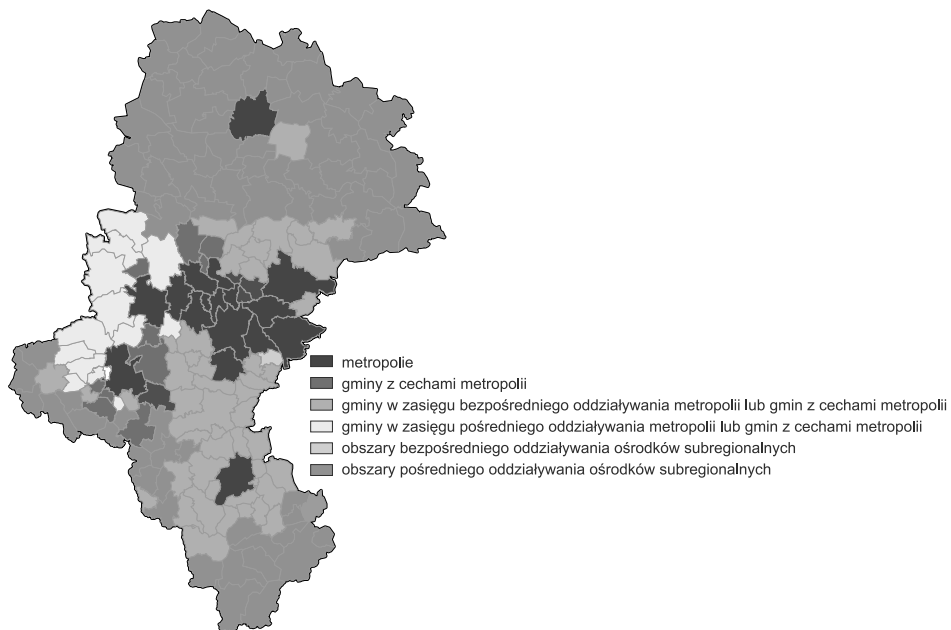 metropolie
gminy z cechami metropolii
gminy w zasięgu bezpośredniego oddziaływania metropolii lub gmin z cechami metropolii
gminy w zasięgu pośredniego oddziaływania metropolii lub gmin z cechami metropolii
obszary bezpośredniego oddziaływania ośrodków subregionalnych
obszary pośredniego oddziaływania ośrodków subregionalnych